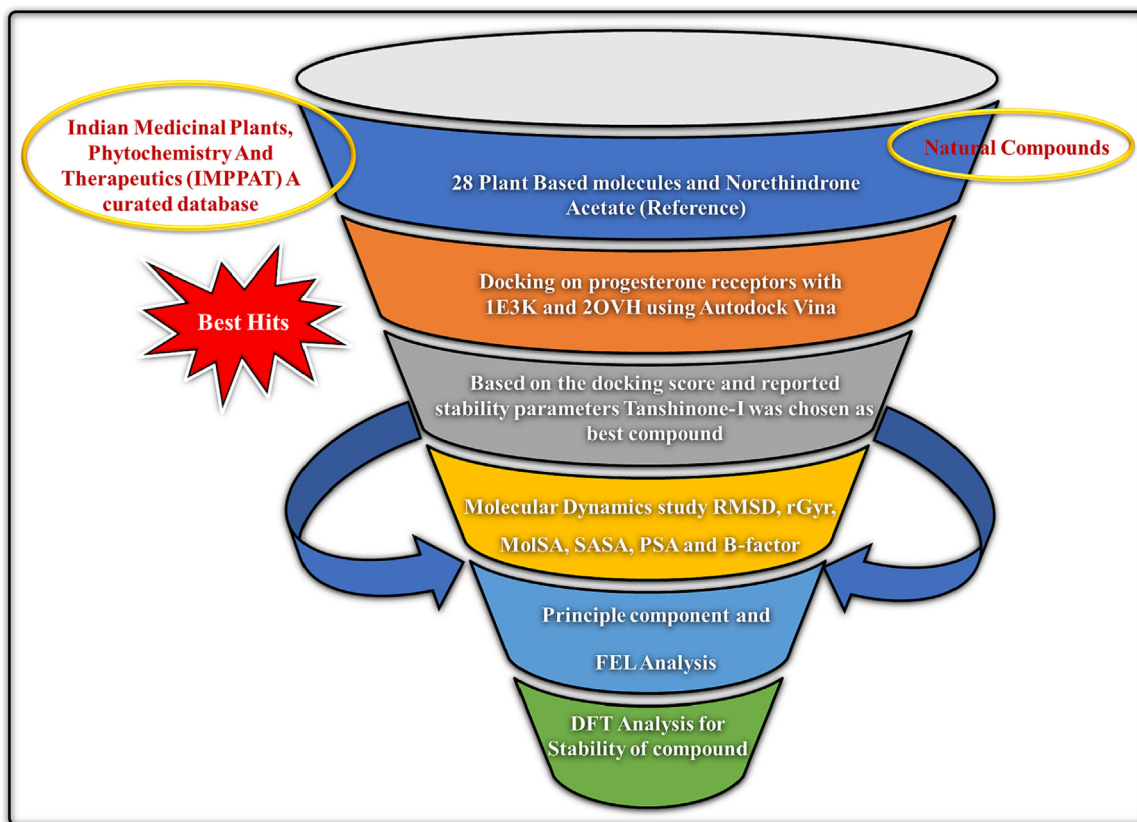 Indian Medicinal Plants,
Phytochemistry And
Therapeutics (IMPPAT) A
curated database
Natural Compounds
28 Plant Based molecules and Norethindrone
Acetate (Reference)
Best Hits
Docking on progesterone receptors with
1E3K and 2OVH using Autodock Vina
Based on the docking score and reported
stability parameters Tanshinone-I was chosen as
best compound
Molecular Dynamics study RMSD, rGyr,
MolSA, SASA, PSA and B-factor
Principle component and
FEL Analysis
DFT Analysis for
Stability of compound